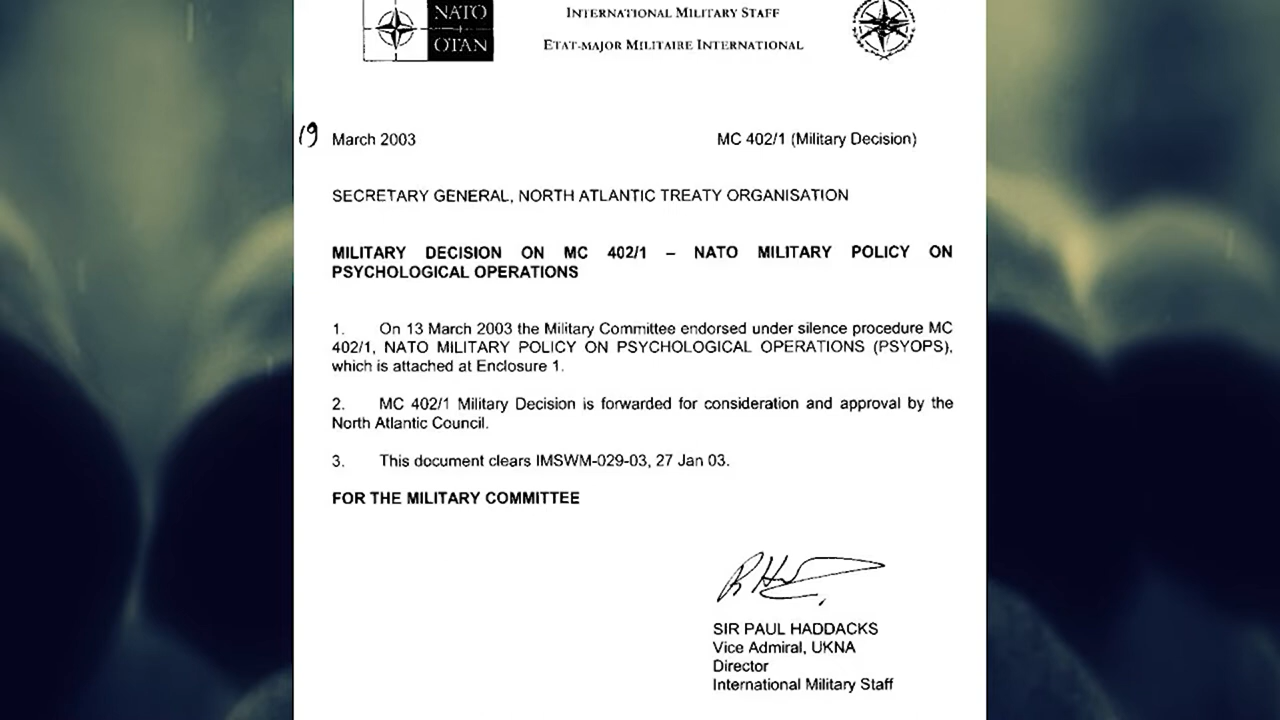 NATO
OTAN
INTERNATIONAL MILITARY STAFF
ETAT-MAJOR MILITAIRE INTERNATIONAL
19 March 2003 MC 402/1 (Military Decision)
SECRETARY GENERAL, NORTH ATLANTIC TREATY ORGANISATION
MILITARY DECISION ON MC 402/1 – NATO MILITARY POLICY ON
PSYCHOLOGICAL OPERATIONS
1. On 13 March 2003 the Military Committee endorsed under silence procedure MC
402/1, NATO MILITARY POLICY ON PSYCHOLOGICAL OPERATIONS (PSYOPS),
which is attached at Enclosure 1.
2. MC 402/1 Military Decision is forwarded for consideration and approval by the
North Atlantic Council.
3. This document clears IMSWM-029-03, 27 Jan 03.
FOR THE MILITARY COMMITTEE
SIR PAUL HADDACKS
Vice Admiral, UKNA
Director
International Military Staff